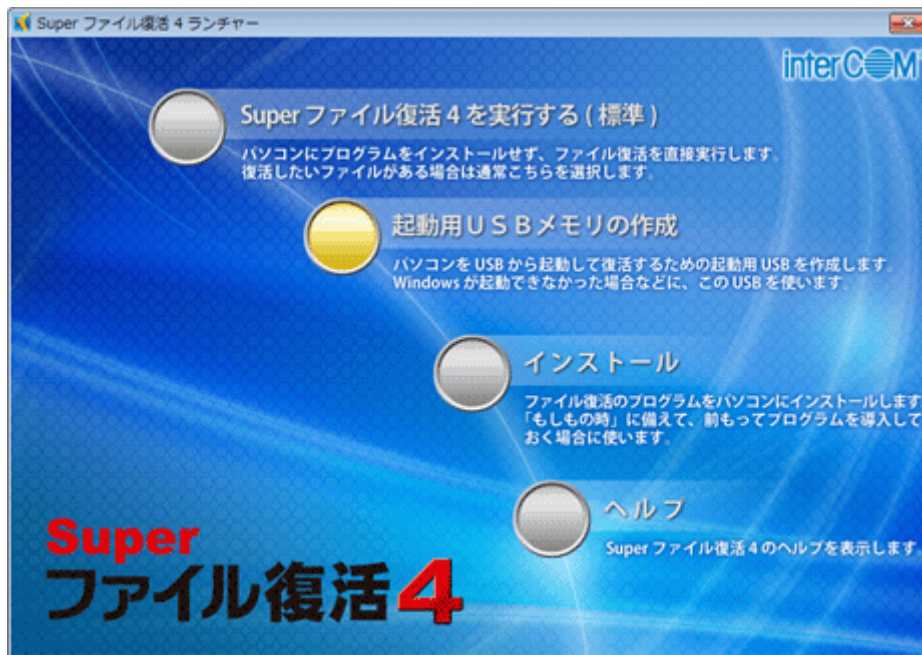 Super ファイル復活 4 ランチャー
interCOM
Super ファイル復活 4 を実行する ( 標準 )
パソコンにプログラムをインストールせず、ファイル復活を直接実行します。
復活したいファイルがある場合は通常こちらを選択します。
起動用USBメモリの作成
パソコンを USB から起動して復活するための起動用 USB を作成します。
Windows が起動できなかった場合などに、この USB を使います。
インストール
ファイル復活のプログラムをパソコンにインストールします
「もしもの時」に備えて、前もってプログラムを導入して
おく場合に使います。
ヘルプ
Super ファイル復活 4 のヘルプを表示します。
Super
ファイル復活4